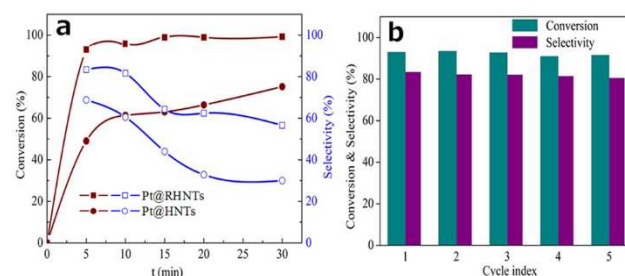 a
Conversion (%)
100
80
60
40
20
0
100
80
60
40
20
0
Selectivity (%)
Pt@RHNTs
Pt@HNTs
0 5 10 15 20 25 30
t (min)
b
Conversion
Selectivity
Conversion & Selectivity (%)
120
100
80
60
40
20
0
1 2 3 4 5
Cycle index